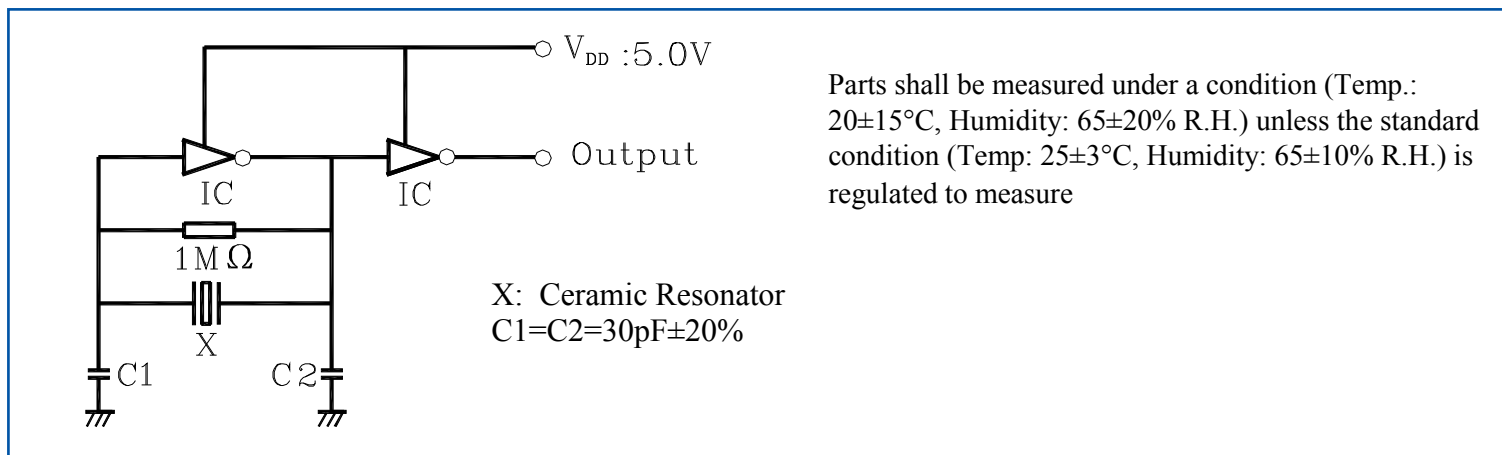 V_DD :5.0V
Parts shall be measured under a condition (Temp.:
20±15°C, Humidity: 65±20% R.H.) unless the standard
condition (Temp: 25±3°C, Humidity: 65±10% R.H.) is
regulated to measure
Output
IC
IC
1MΩ
X: Ceramic Resonator
C1=C2=30pF±20%
X
C1
C2